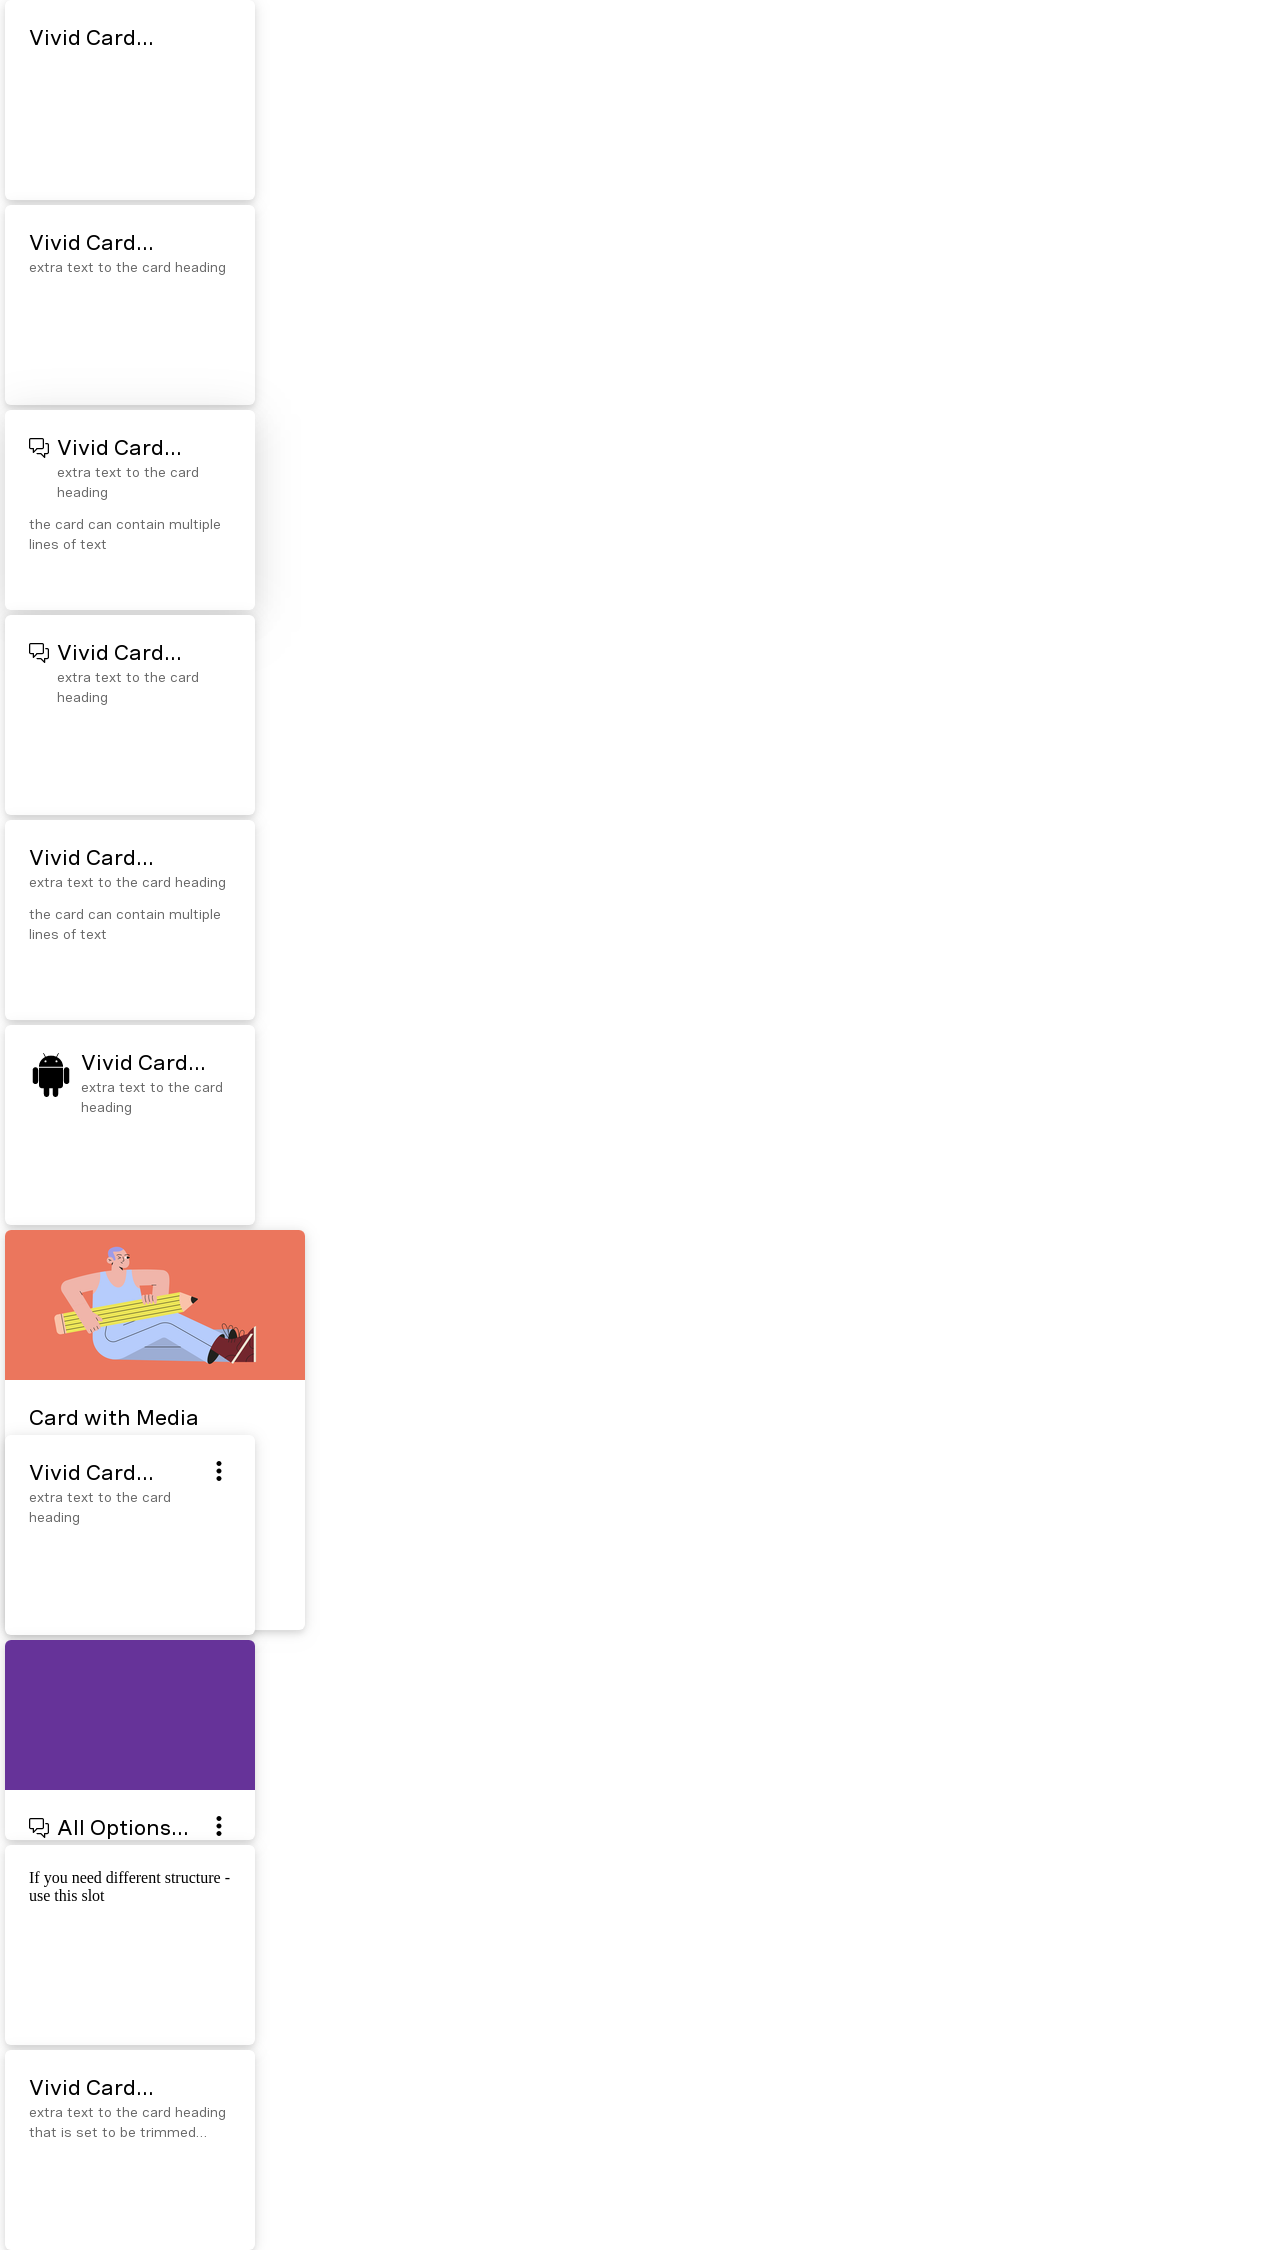 Vivid Card...
Vivid Card...
extra text to the card heading
Vivid Card...
extra text to the card
heading
the card can contain multiple
lines of text
Vivid Card...
extra text to the card
heading
Vivid Card...
extra text to the card heading
the card can contain multiple
lines of text
Vivid Card...
extra text to the card
heading
Card with Media
Vivid Card...
extra text to the card
heading
All Options...
If you need different structure -
use this slot
Vivid Card...
extra text to the card heading
that is set to be trimmed...